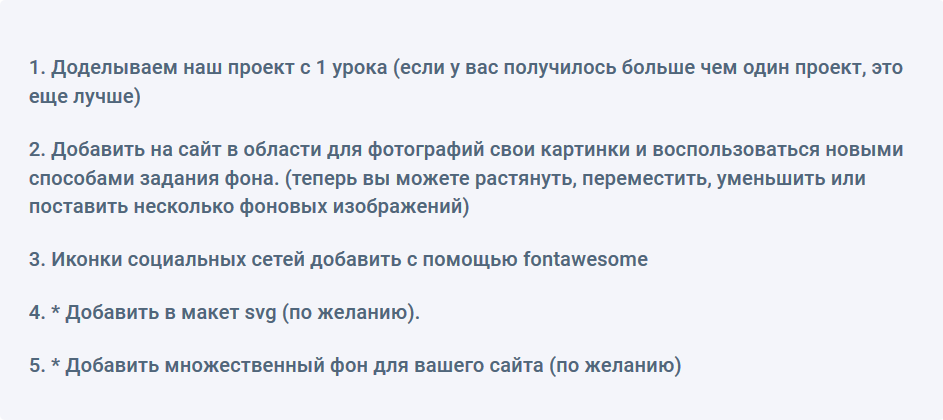 1. Доделываем наш проект с 1 урока (если у вас получилось больше чем один проект, это
еще лучше)
2. Добавить на сайт в области для фотографий свои картинки и воспользоваться новыми
способами задания фона. (теперь вы можете растянуть, переместить, уменьшить или
поставить несколько фоновых изображений)
3. Иконки социальных сетей добавить с помощью fontawesome
4. * Добавить в макет svg (по желанию).
5. * Добавить множественный фон для вашего сайта (по желанию)